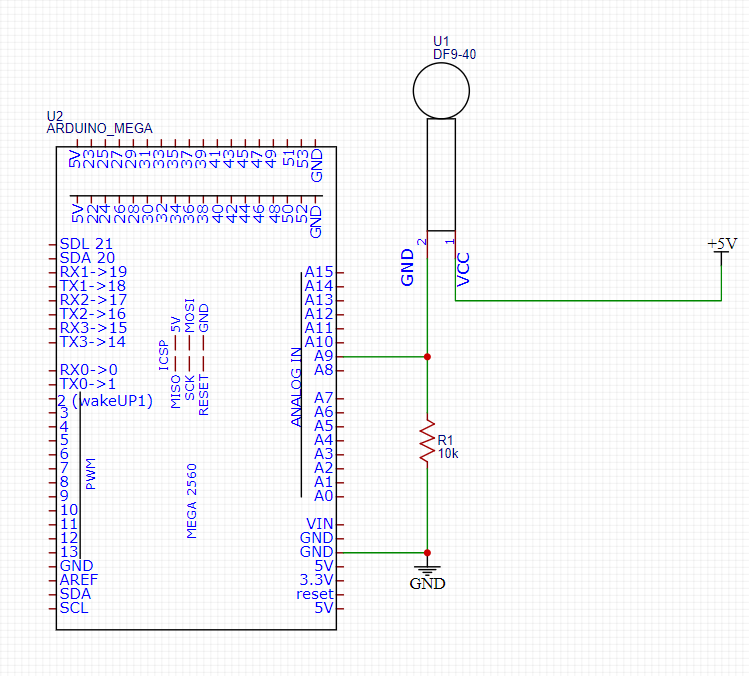 U1
DF9-40
U2
ARDUINO_MEGA
5V 23 25 27 29 31 33 35 37 39 41 43 45 47 49 51 53 GND
5V 22 24 26 28 30 32 34 36 38 40 42 44 46 48 50 52 GND
2 1
GND VCC
+5V
SDL 21
SDA 20
RX1->19
TX1->18
RX2->17
TX2->16
RX3->15
TX3->14
RX0->0
TX0->1
2 (wakeUP1)
3
4
5
6
7
8
9
10
11
12
13
GND
AREF
SDA
SCL
PWM
ICSP
MISO 5V
SCK MOSI
RESET GND
MEGA 2560
ANALOG IN
A15
A14
A13
A12
A11
A10
A9
A8
A7
A6
A5
A4
A3
A2
A1
A0
VIN
GND
GND
5V
3.3V
reset
5V
R1
10k
GND